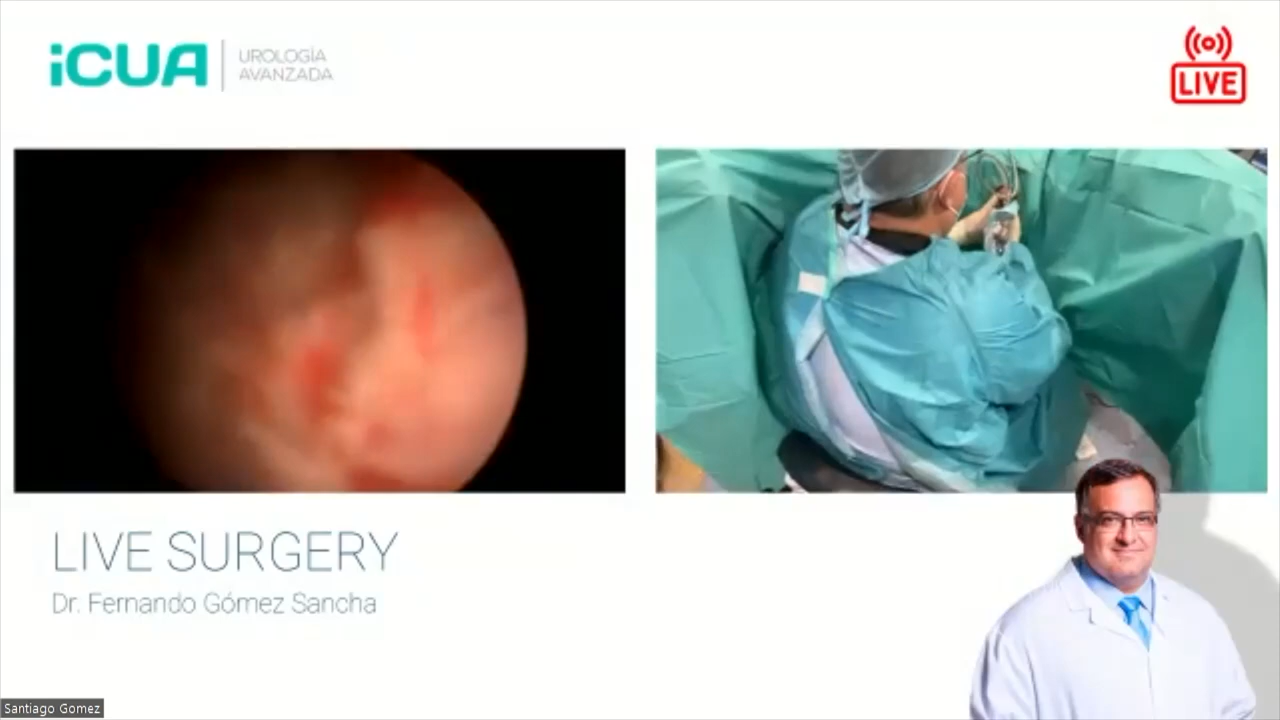 iCUA
UROLOGÍA
AVANZADA
LIVE
LIVE SURGERY
Dr. Fernando Gómez Sancha
Santiago Gomez